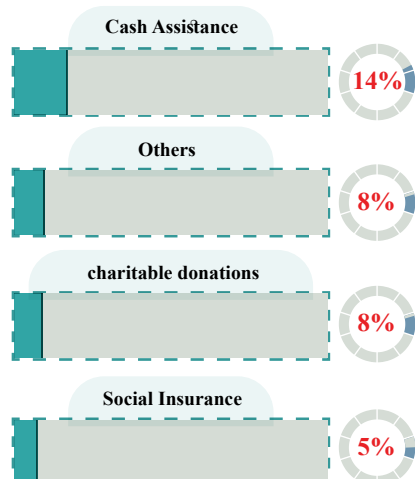 Cash Assistance
14%
Others
8%
charitable donations
8%
Social Insurance
5%